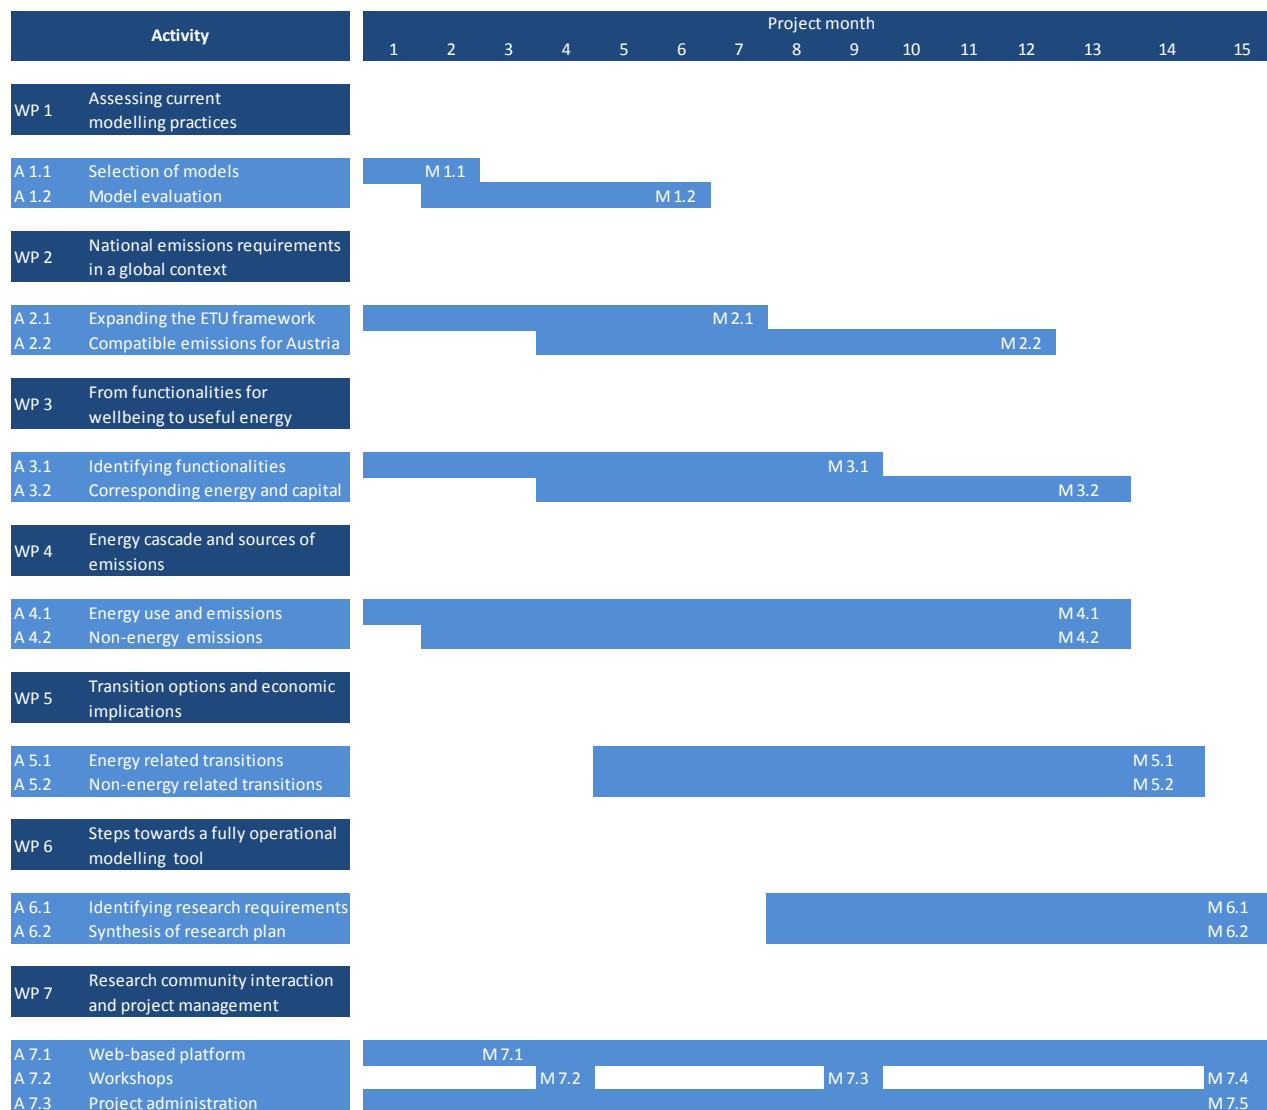 Activity
Project month
1 2 3 4 5 6 7 8 9 10 11 12 13 14 15
WP 1 Assessing current
modelling practices
A 1.1 Selection of models M 1.1
A 1.2 Model evaluation M 1.2
WP 2 National emissions requirements
in a global context
A 2.1 Expanding the ETU framework M 2.1
A 2.2 Compatible emissions for Austria M 2.2
WP 3 From functionalities for
wellbeing to useful energy
A 3.1 Identifying functionalities M 3.1
A 3.2 Corresponding energy and capital M 3.2
WP 4 Energy cascade and sources of
emissions
A 4.1 Energy use and emissions M 4.1
A 4.2 Non-energy emissions M 4.2
WP 5 Transition options and economic
implications
A 5.1 Energy related transitions M 5.1
A 5.2 Non-energy related transitions M 5.2
WP 6 Steps towards a fully operational
modelling tool
A 6.1 Identifying research requirements M 6.1
A 6.2 Synthesis of research plan M 6.2
WP 7 Research community interaction
and project management
A 7.1 Web-based platform M 7.1
A 7.2 Workshops M 7.2 M 7.3 M 7.4
A 7.3 Project administration M 7.5